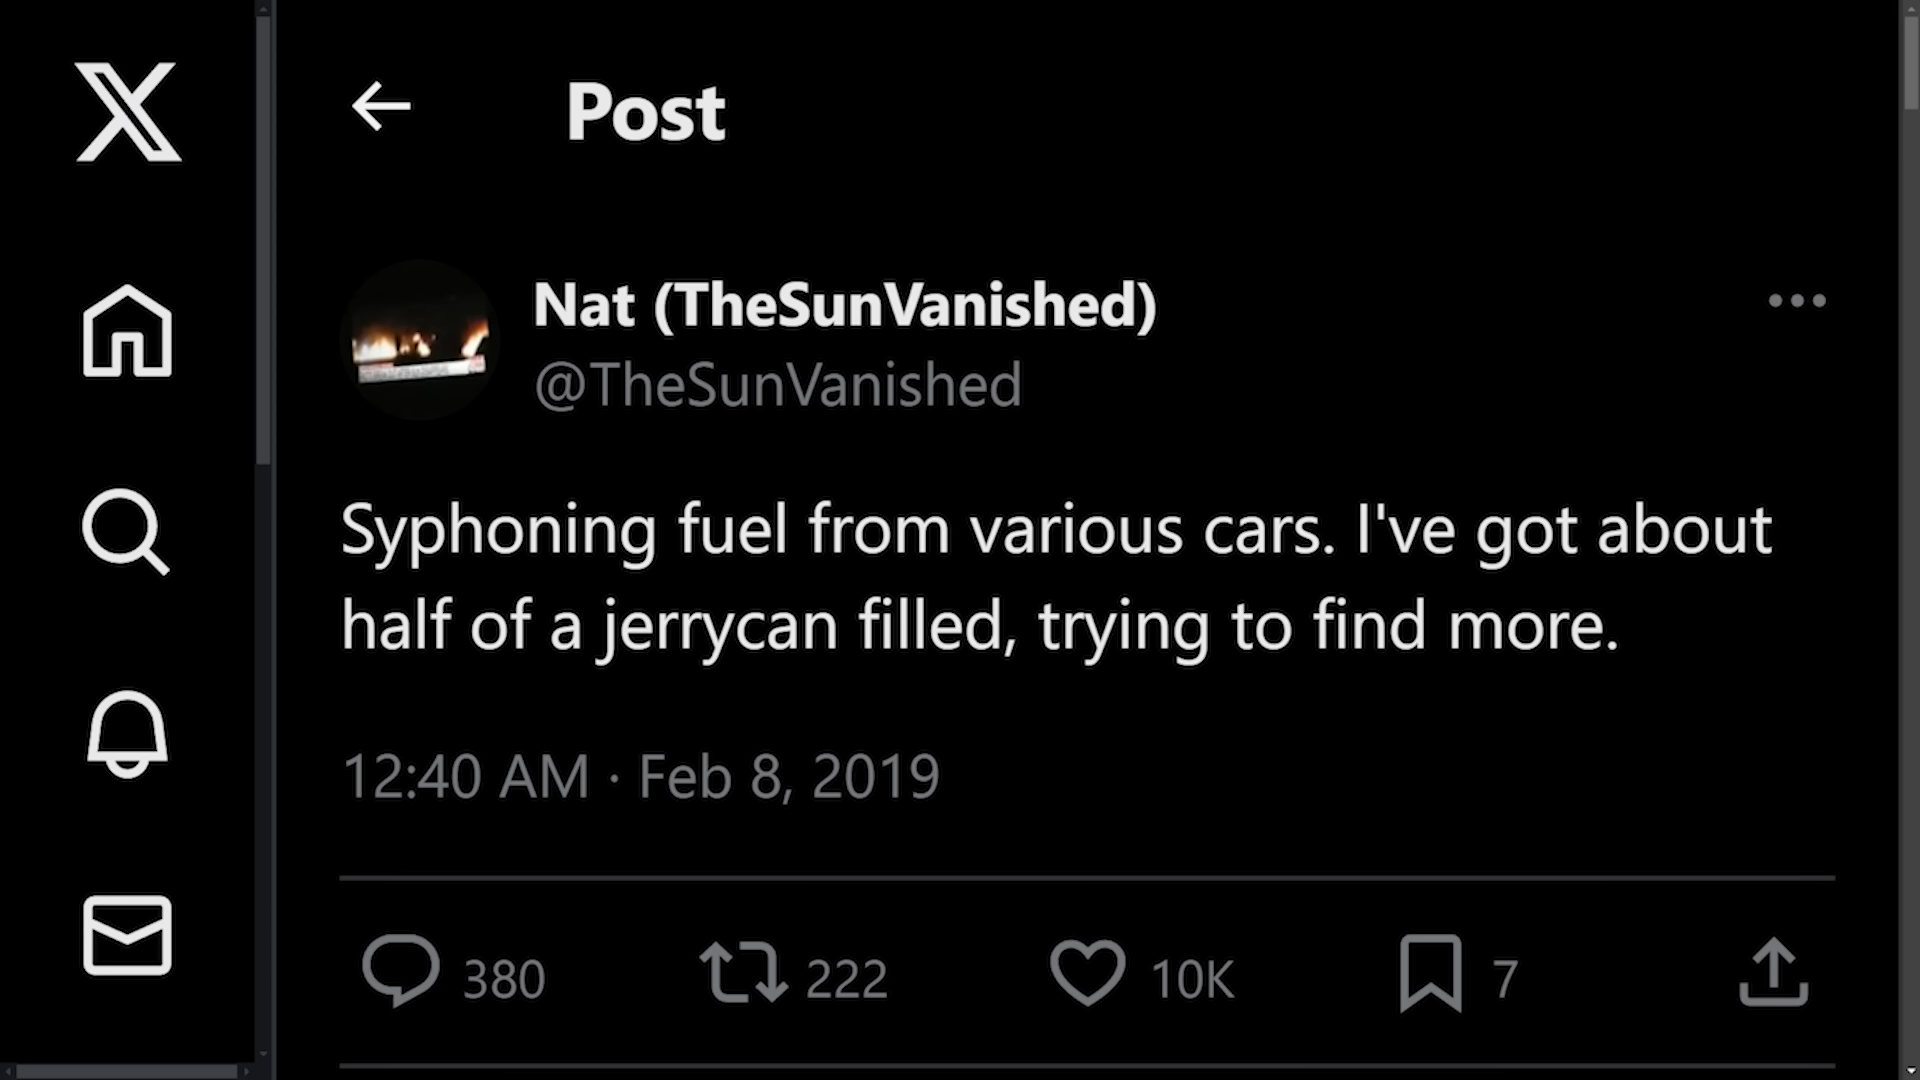 Post
Nat (TheSunVanished)
@TheSunVanished
Syphoning fuel from various cars. I've got about
half of a jerrycan filled, trying to find more.
12:40 AM · Feb 8, 2019
380 222 10K 7